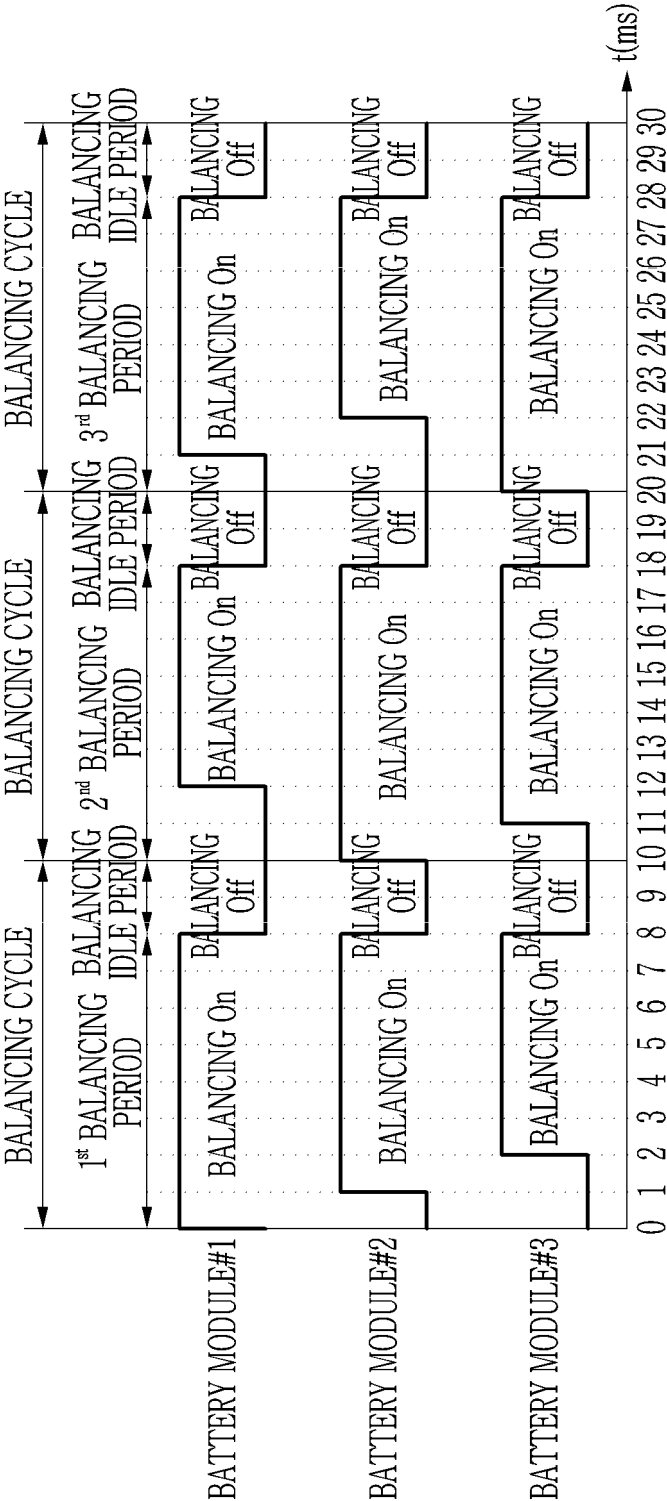 BALANCING CYCLE
BALANCING CYCLE
BALANCING CYCLE
1st BALANCING
PERIOD
BALANCING
IDLE PERIOD
2nd BALANCING
PERIOD
BALANCING
IDLE PERIOD
3rd BALANCING
PERIOD
BALANCING
IDLE PERIOD
BATTERY MODULE#1
BALANCING On
BALANCING
Off
BALANCING On
BALANCING
Off
BALANCING On
BALANCING
Off
BATTERY MODULE#2
BALANCING On
BALANCING
Off
BALANCING On
BALANCING
Off
BALANCING On
BALANCING
Off
BATTERY MODULE#3
BALANCING On
BALANCING
Off
BALANCING On
BALANCING
Off
BALANCING On
BALANCING
Off
t(ms)
0 1 2 3 4 5 6 7 8 9 10 11 12 13 14 15 16 17 18 19 20 21 22 23 24 25 26 27 28 29 30